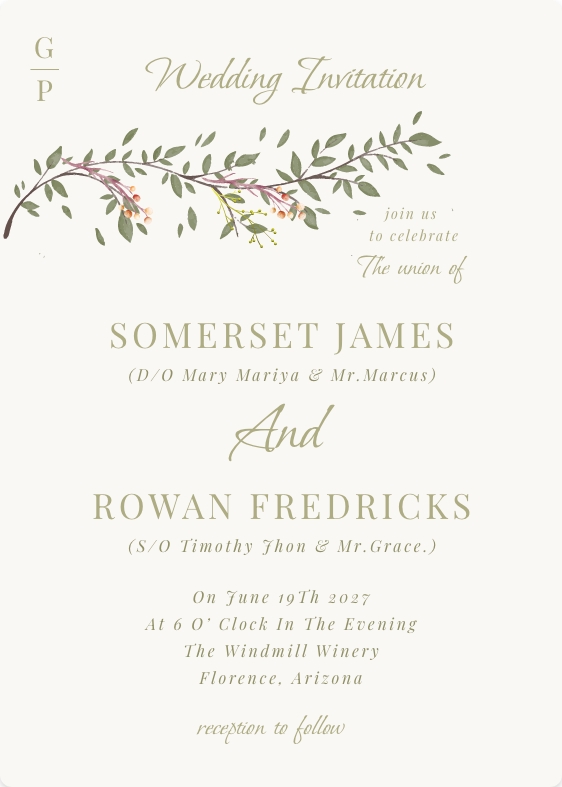 G
P
Wedding Invitation
join us
to celebrate
The union of
SOMERSET JAMES
(D/O Mary Mariya & Mr.Marcus)
And
ROWAN FREDRICKS
(S/O Timothy Jhon & Mr.Grace.)
On June 19Th 2027
At 6 O' Clock In The Evening
The Windmill Winery
Florence, Arizona
reception to follow